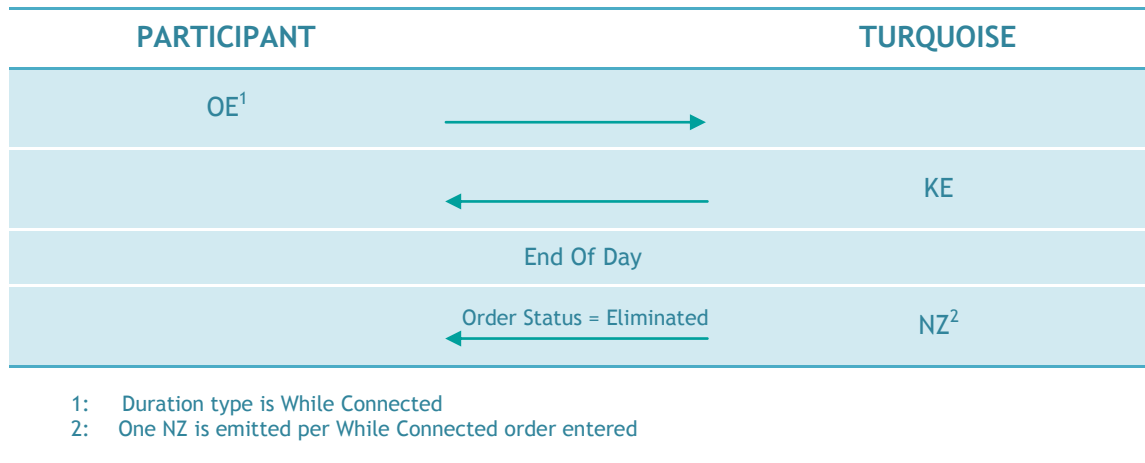 PARTICIPANT TURQUOISE
OE1
KE
End Of Day
Order Status = Eliminated NZ2
1: Duration type is While Connected
2: One NZ is emitted per While Connected order entered